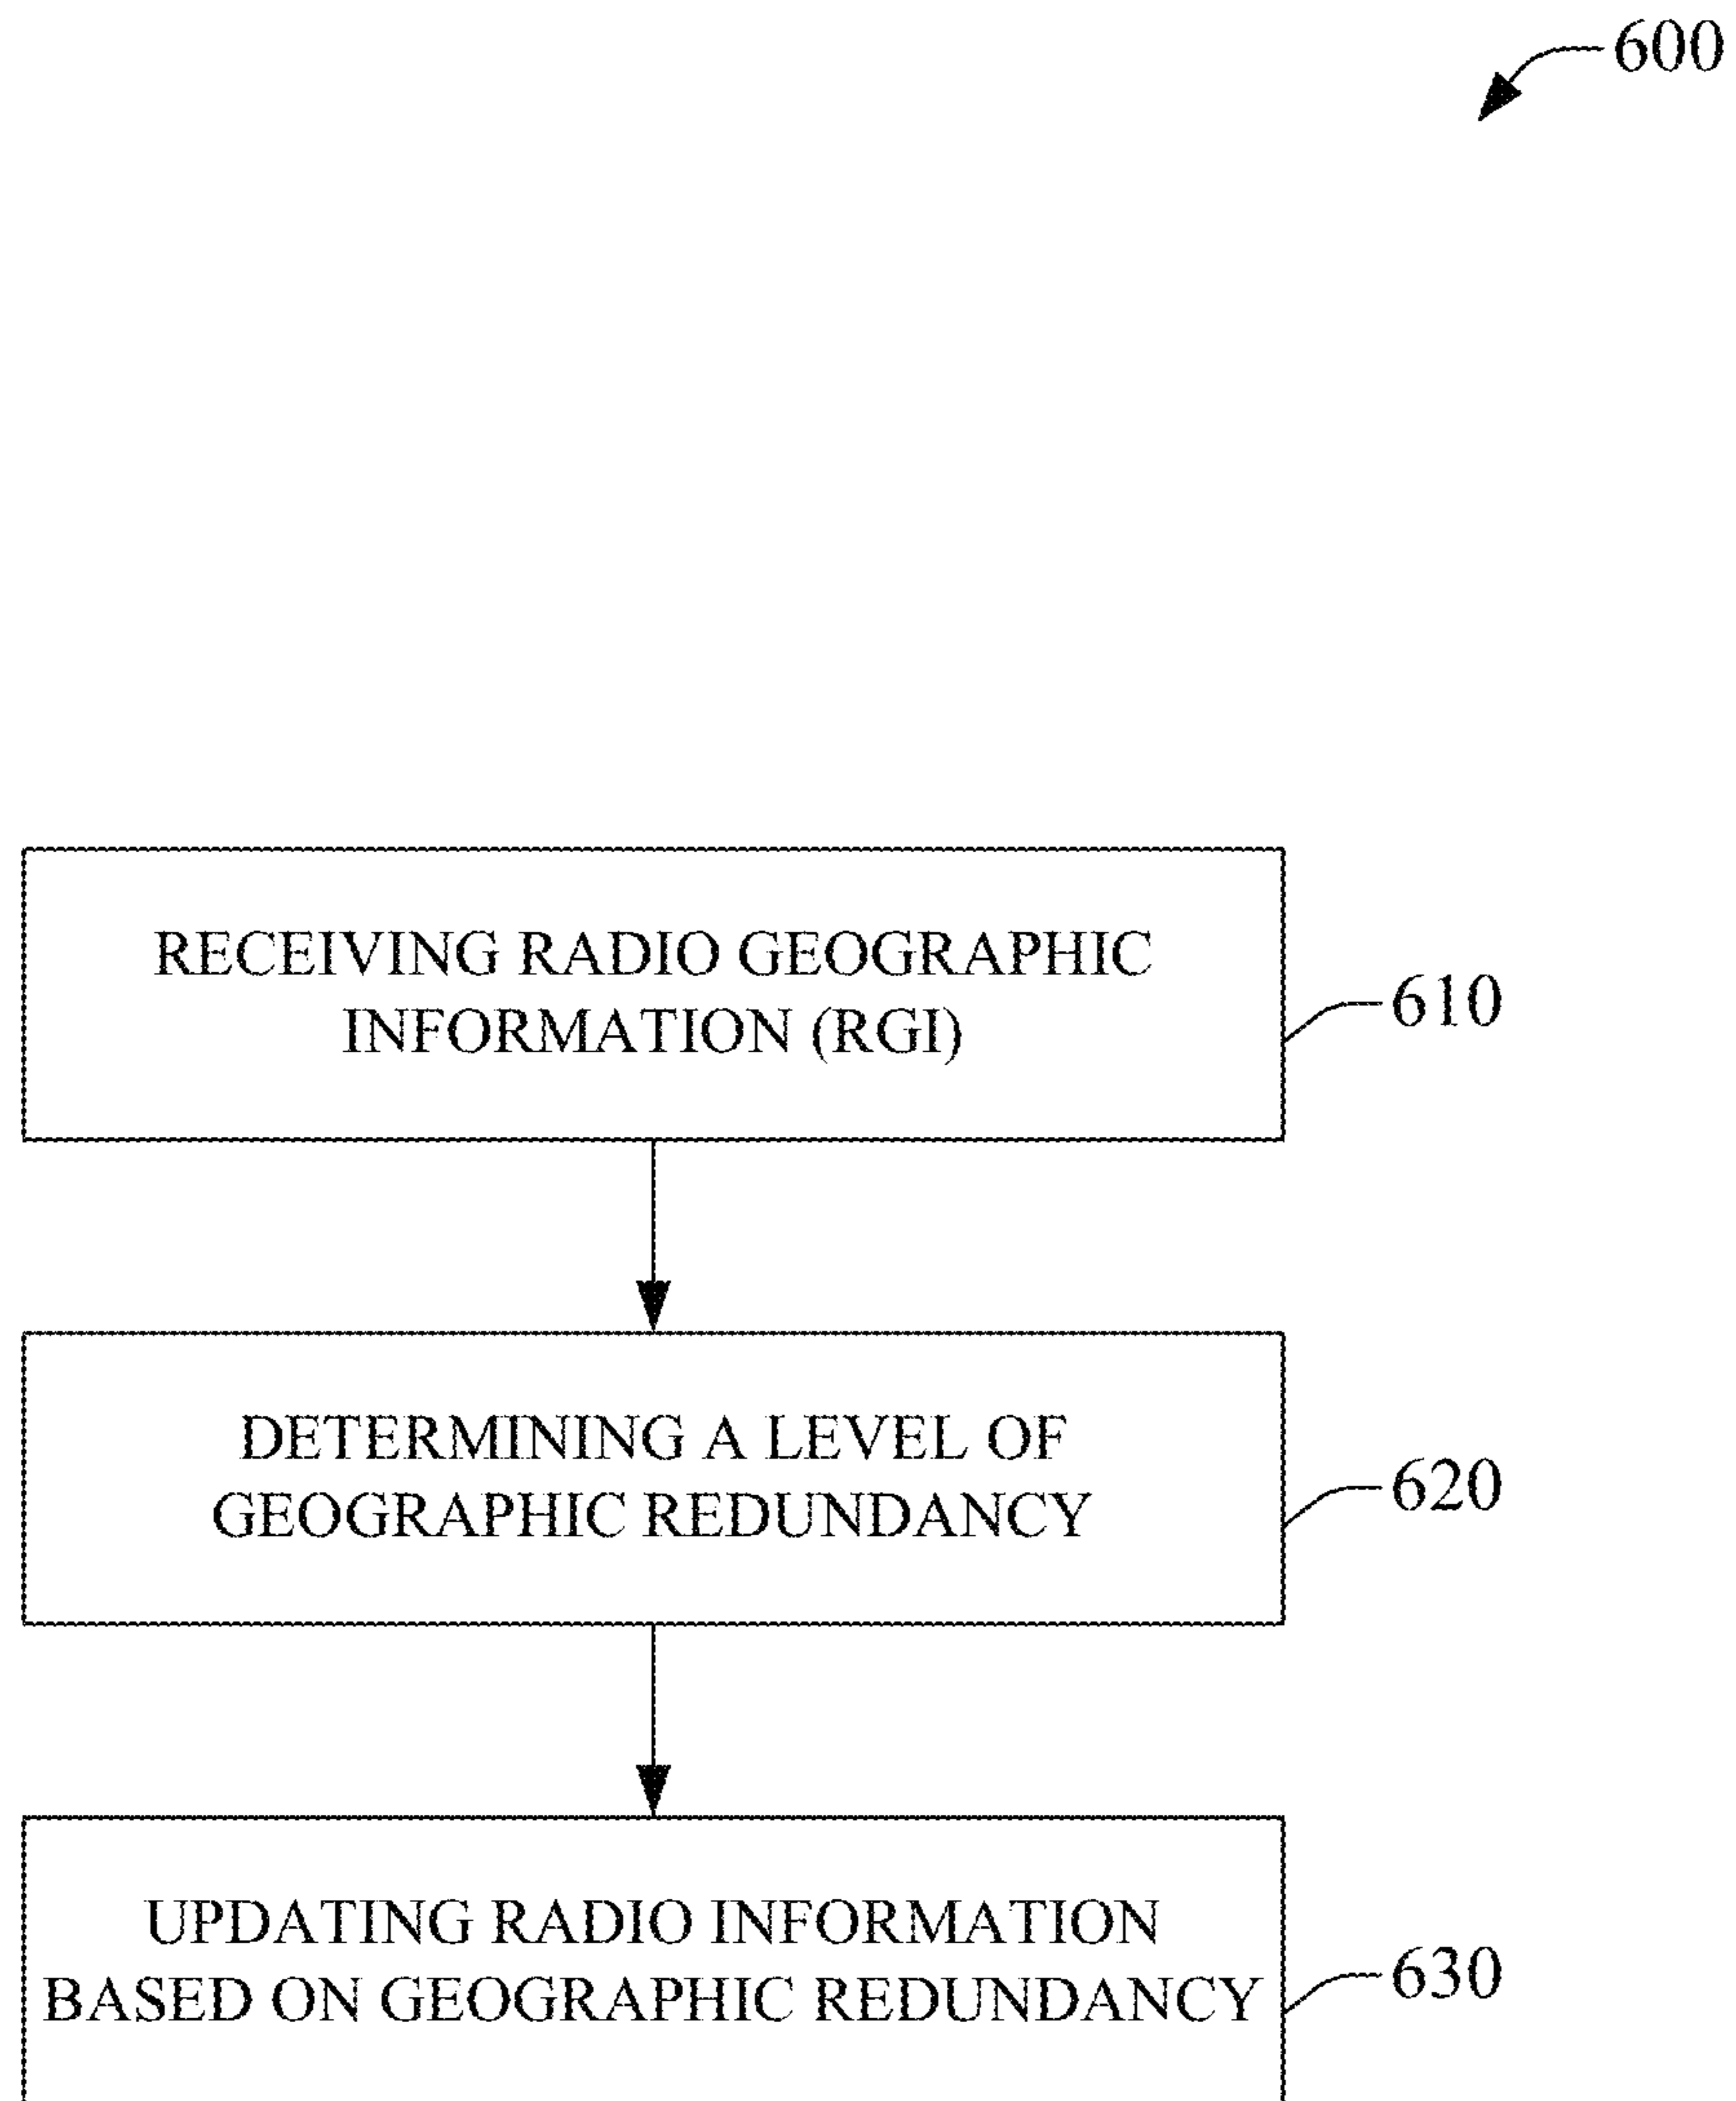 600
RECEIVING RADIO GEOGRAPHIC
INFORMATION (RGI)
610
DETERMINING A LEVEL OF
GEOGRAPHIC REDUNDANCY
620
UPDATING RADIO INFORMATION
BASED ON GEOGRAPHIC REDUNDANCY
630